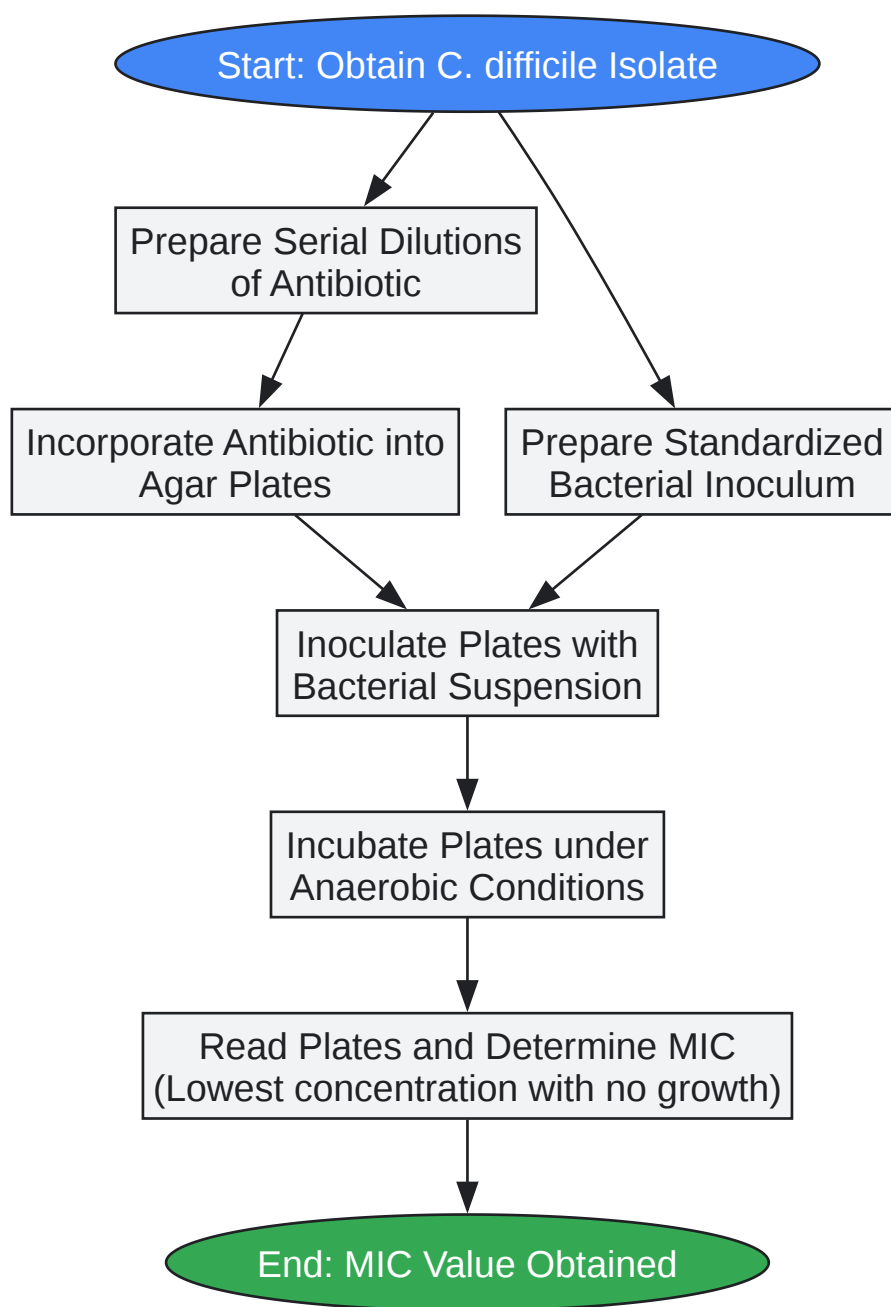 Start: Obtain C. difficile Isolate
Prepare Serial Dilutions
of Antibiotic
Incorporate Antibiotic into
Agar Plates
Prepare Standardized
Bacterial Inoculum
Inoculate Plates with
Bacterial Suspension
Incubate Plates under
Anaerobic Conditions
Read Plates and Determine MIC
(Lowest concentration with no growth)
End: MIC Value Obtained